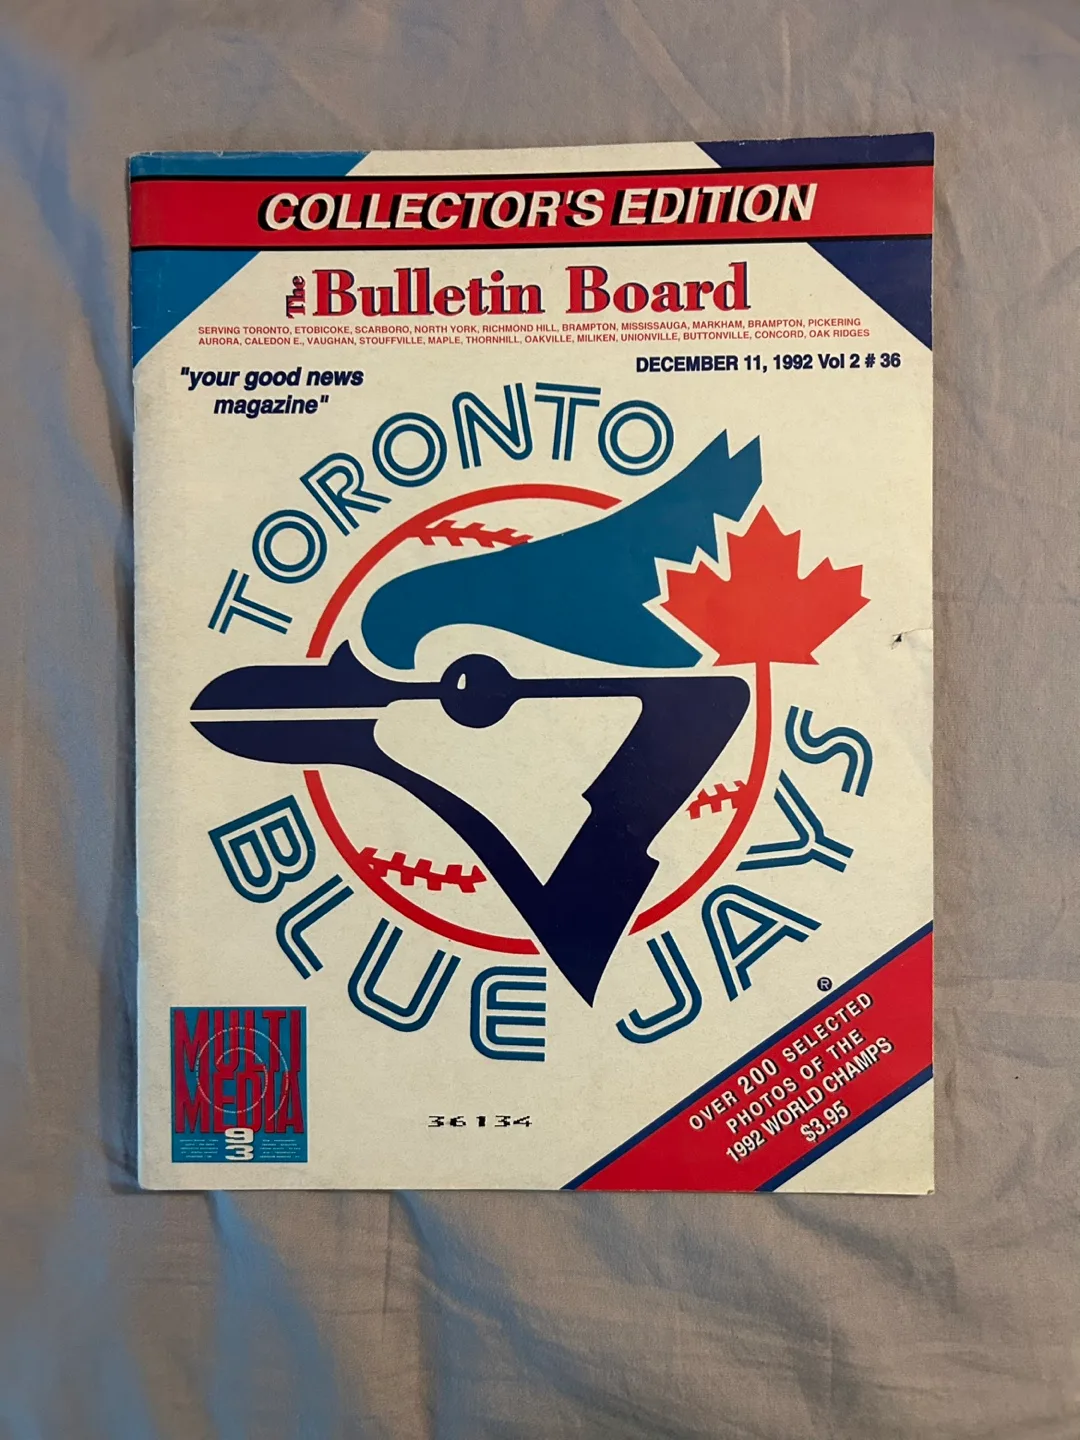 COLLECTOR'S EDITION
The Bulletin Board
SERVING TORONTO, ETOBICOKE, SCARBORO, NORTH YORK, RICHMOND HILL, BRAMPTON, MISSISSAUGA, MARKHAM, BRAMPTON, PICKERING
AURORA, CALEDON E., VAUGHAN, STOUFFVILLE, MAPLE, THORNHILL, OAKVILLE, MILIKEN, UNIONVILLE, BUTTONVILLE, CONCORD, OAK RIDGES
"your good news
magazine"
DECEMBER 11, 1992 Vol 2 # 36
TORONTO
BLUE JAYS
®
MULTI
MEDIA
93
36134
OVER 200 SELECTED
PHOTOS OF THE
1992 WORLD CHAMPS
$3.95